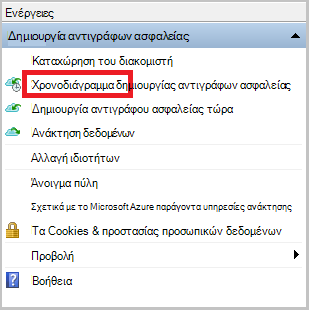 Ενέργειες
Δημιουργία αντιγράφων ασφαλείας
Καταχώρηση του διακομιστή
Χρονοδιάγραμμα δημιουργίας αντιγράφων ασφαλείας
Δημιουργία αντιγράφου ασφαλείας τώρα
Ανάκτηση δεδομένων
Αλλαγή ιδιοτήτων
Άνοιγμα πύλη
Σχετικά με το Microsoft Azure παράγοντα υπηρεσίες ανάκτησης
Τα Cookies & προστασίας προσωπικών δεδομένων
Προβολή
Βοήθεια